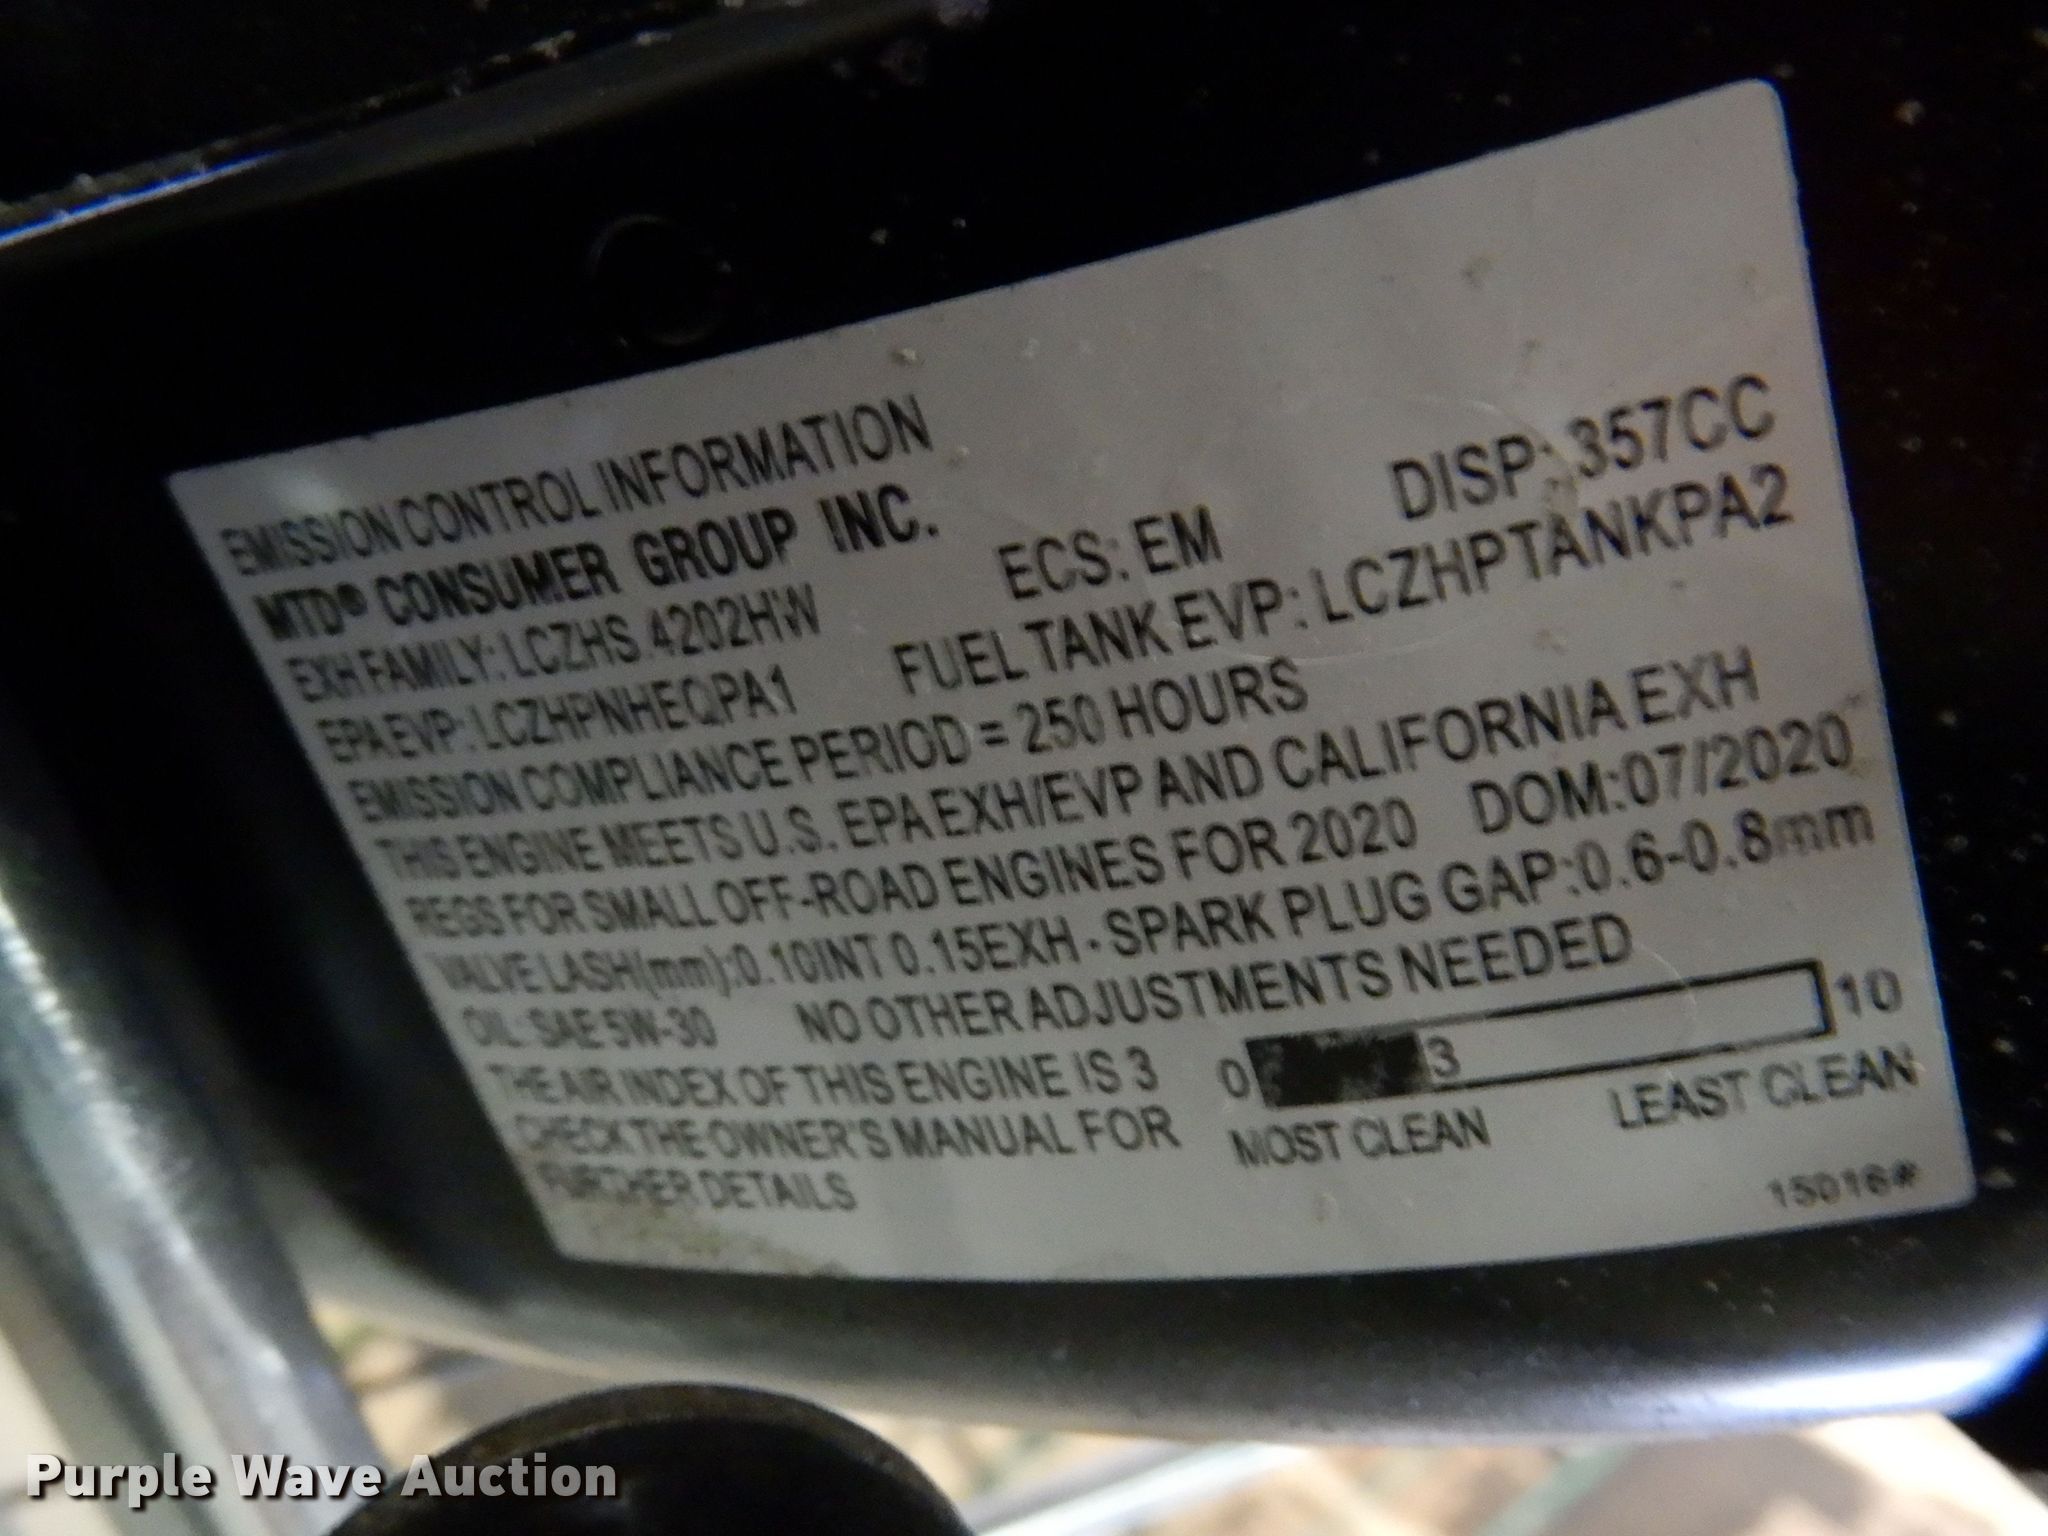 EMISSION CONTROL INFORMATION
MTD® CONSUMER GROUP INC.
EXH FAMILY: LCZHS.4202HW ECS: EM DISP: 357CC
EPA EVP: LCZHPNHEQPA1 FUEL TANK EVP: LCZHPTANKPA2
EMISSION COMPLIANCE PERIOD = 250 HOURS
THIS ENGINE MEETS U.S. EPA EXH/EVP AND CALIFORNIA EXH
REGS FOR SMALL OFF-ROAD ENGINES FOR 2020 DOM:07/2020
VALVE LASH(mm):0.10INT 0.15EXH - SPARK PLUG GAP:0.6-0.8mm
OIL: SAE 5W-30 NO OTHER ADJUSTMENTS NEEDED
THE AIR INDEX OF THIS ENGINE IS 3 0 3 10
CHECK THE OWNER'S MANUAL FOR MOST CLEAN LEAST CLEAN
FURTHER DETAILS
15016#
Purple Wave Auction